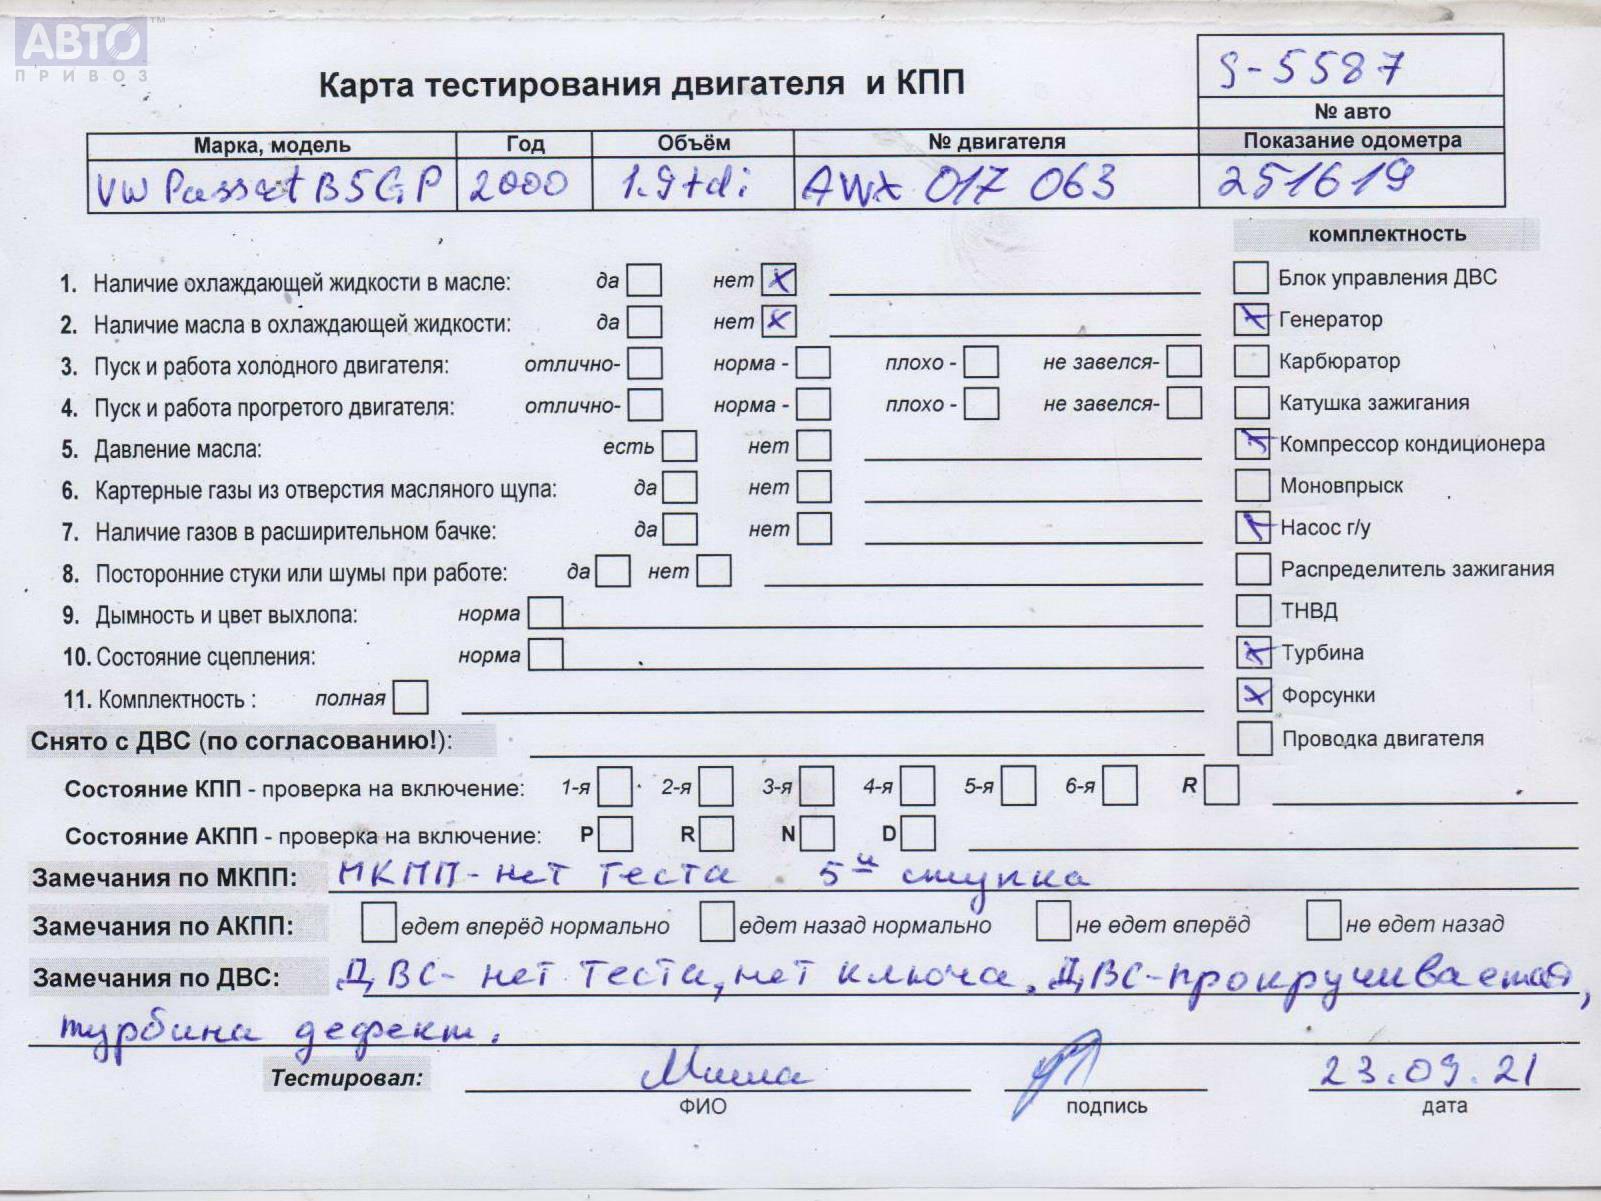 АВТО TM
ПРИВОЗ
Карта тестирования двигателя и КПП
S-5587
№ авто
Марка, модель Год Объём № двигателя Показание одометра
VW Passat B5GP 2000 1.9tdi AWX 017 063 251619
комплектность
1. Наличие охлаждающей жидкости в масле: да нет x
Блок управления ДВС
2. Наличие масла в охлаждающей жидкости: да нет x
x Генератор
3. Пуск и работа холодного двигателя: отлично- норма - плохо - не завелся-
Карбюратор
4. Пуск и работа прогретого двигателя: отлично- норма - плохо - не завелся-
Катушка зажигания
5. Давление масла: есть нет
x Компрессор кондиционера
6. Картерные газы из отверстия масляного щупа: да нет
Моновпрыск
7. Наличие газов в расширительном бачке: да нет
x Насос г/у
8. Посторонние стуки или шумы при работе: да нет
Распределитель зажигания
9. Дымность и цвет выхлопа: норма
ТНВД
10. Состояние сцепления: норма
x Турбина
11. Комплектность : полная
x Форсунки
Снято с ДВС (по согласованию!):
Проводка двигателя
Состояние КПП - проверка на включение: 1-я 2-я 3-я 4-я 5-я 6-я R
Состояние АКПП - проверка на включение: P R N D
Замечания по МКПП: МКПП-нет теста 5и ступка
Замечания по АКПП: едет вперёд нормально едет назад нормально не едет вперёд не едет назад
Замечания по ДВС: ДВС-нет теста, нет ключа. ДВС-прокручивается,
турбина дефект.
Тестировал: Миша 23.09.21
ФИО подпись дата